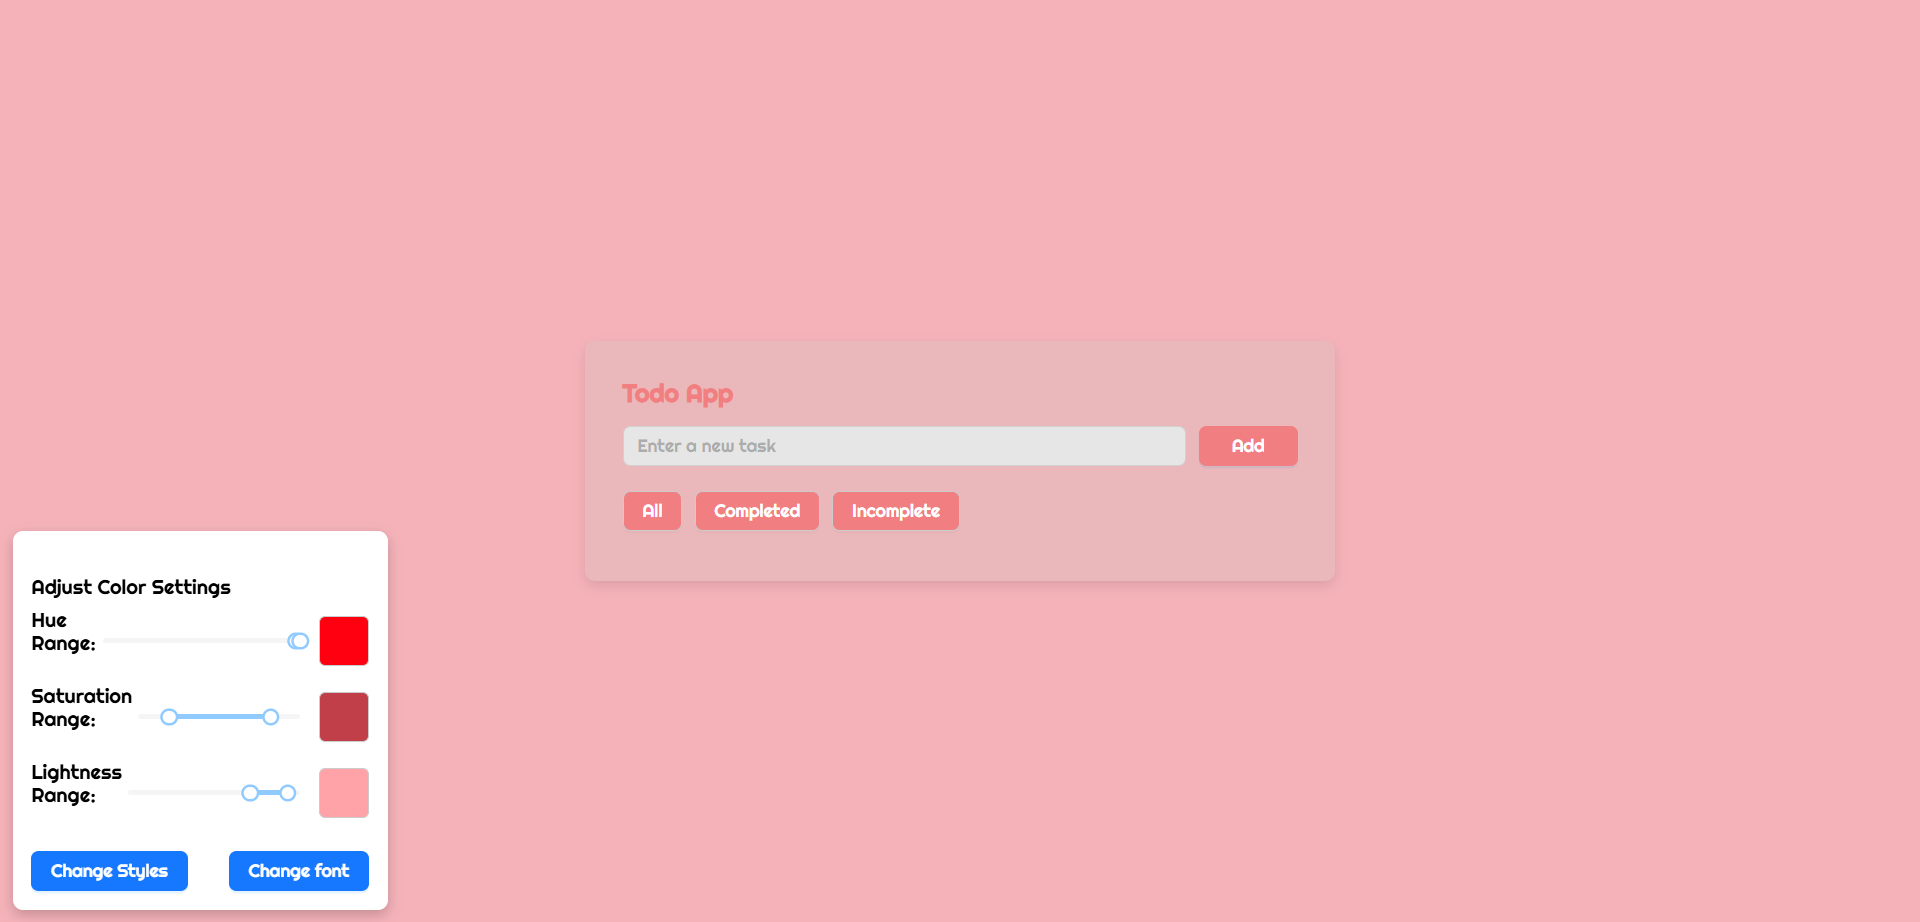 Todo App
Enter a new task
Add
All
Completed
Incomplete
Adjust Color Settings
Hue
Range:
Saturation
Range:
Lightness
Range:
Change Styles
Change font